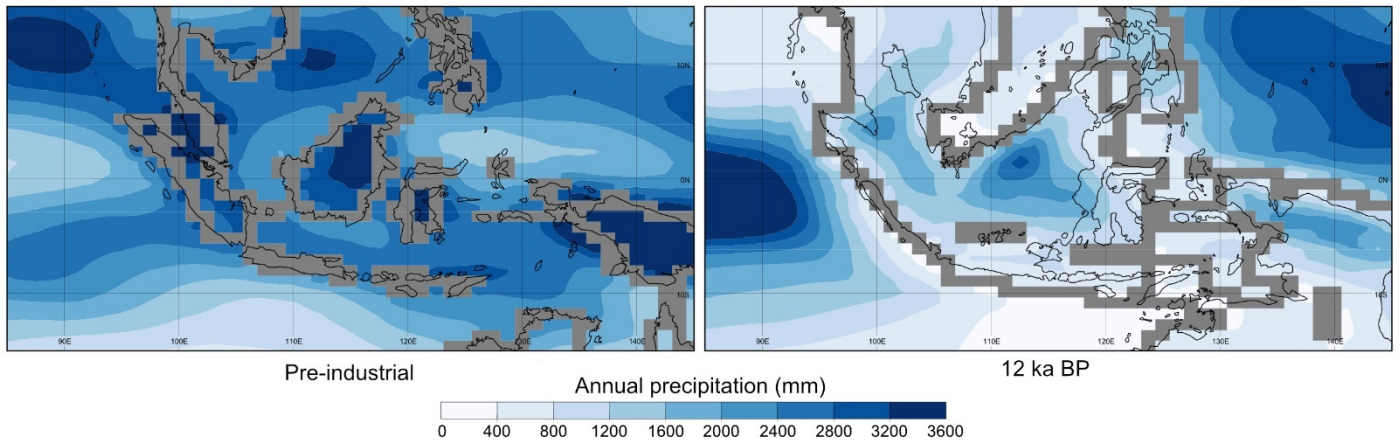 10N 10N
0N 0N
10S 10S
90E 100E 110E 120E 130E 140E 90E 100E 110E 120E 130E 140E
Pre-industrial 12 ka BP
Annual precipitation (mm)
0 400 800 1200 1600 2000 2400 2800 3200 3600